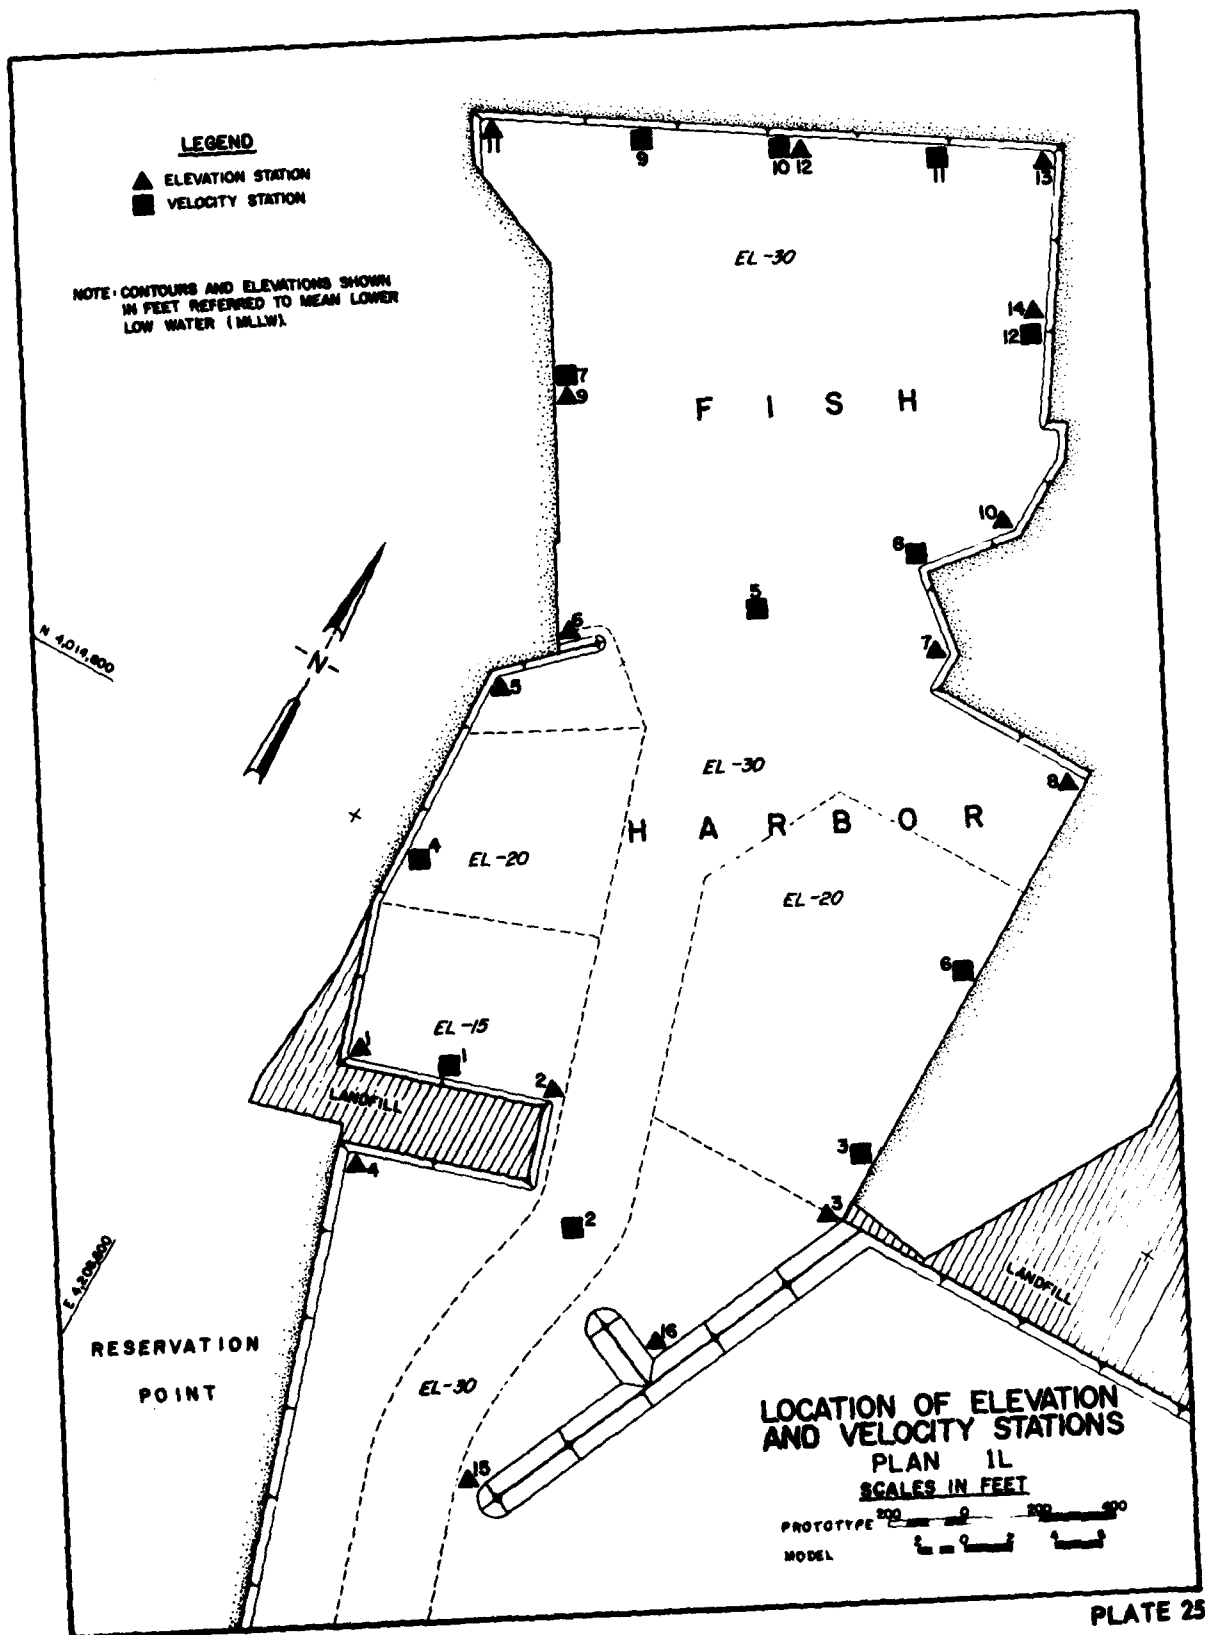 LEGEND
ELEVATION STATION
VELOCITY STATION
NOTE: CONTOURS AND ELEVATIONS SHOWN
IN FEET REFERRED TO MEAN LOWER
LOW WATER (MLLW).
11
9
10 12
11
13
EL -30
14
12
7
9
F I S H
10
8
5
6
7
N 4,014,800
-N-
5
EL -30
8
H A R B O R
4
EL -20
EL -20
6
EL -15
1
1
2
LANDFILL
3
4
3
2
E 4,208,800
LANDFILL
RESERVATION
POINT
16
EL -30
15
LOCATION OF ELEVATION
AND VELOCITY STATIONS
PLAN 1L
SCALES IN FEET
PROTOTYPE 200 0 200 400
MODEL 2 0 2 4
PLATE 25